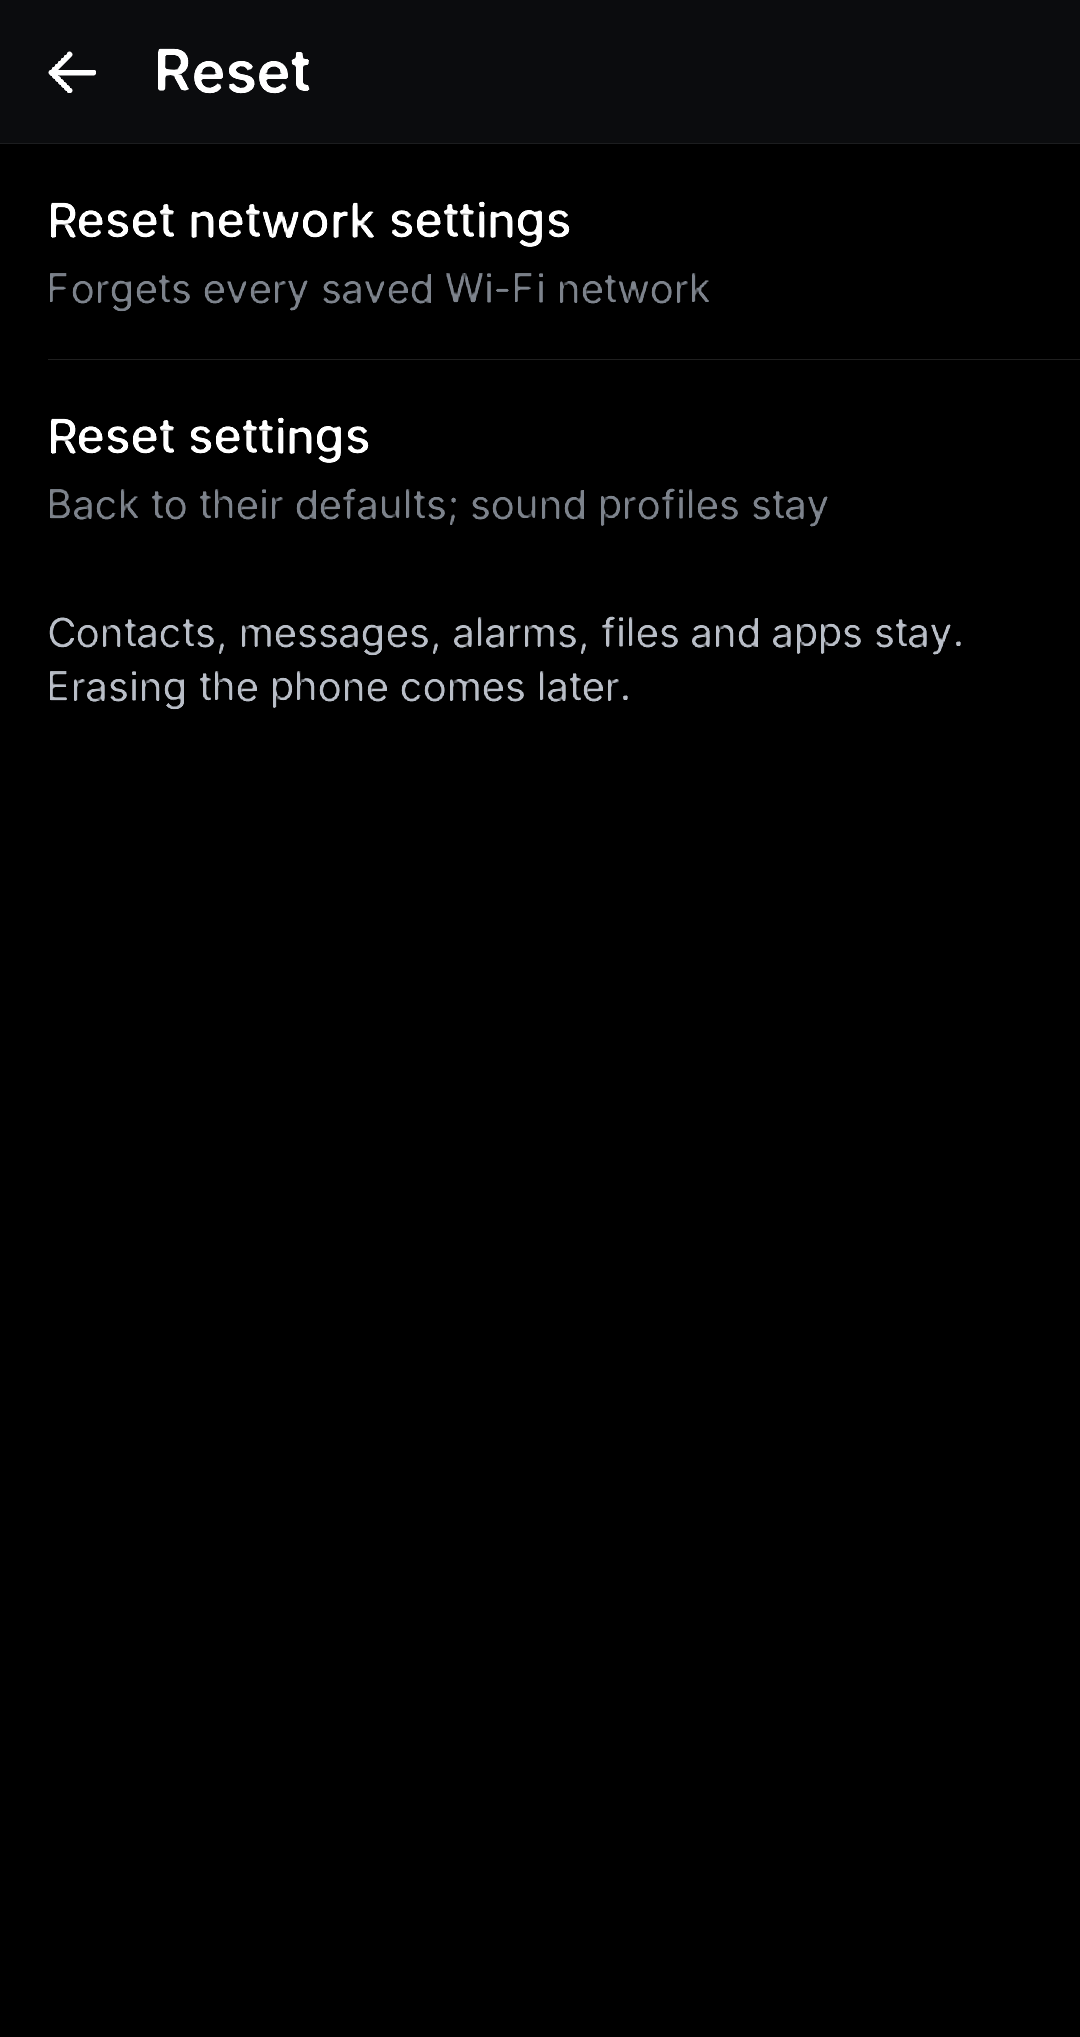 Reset
Reset network settings
Forgets every saved Wi-Fi network
Reset settings
Back to their defaults; sound profiles stay
Contacts, messages, alarms, files and apps stay.
Erasing the phone comes later.